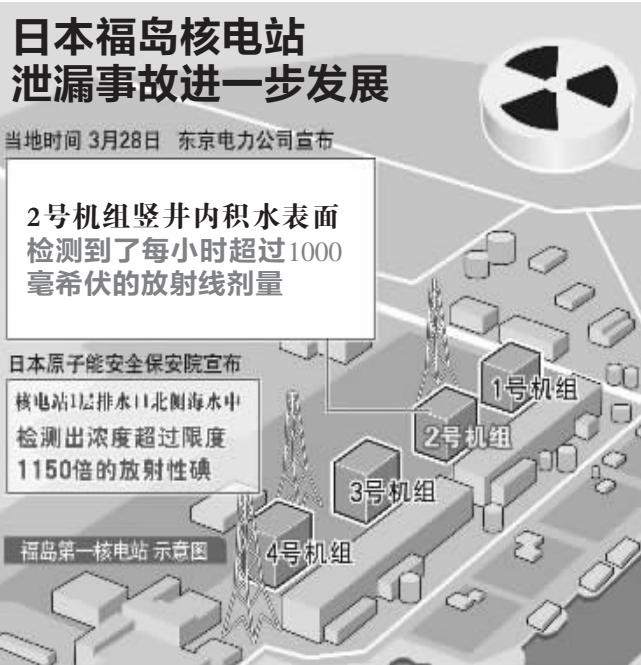 日本福岛核电站
泄漏事故进一步发展
当地时间 3月28日 东京电力公司宣布
2号机组竖井内积水表面
检测到了每小时超过1000
毫希伏的放射线剂量
日本原子能安全保安院宣布
核电站1层排水口北侧海水中
检测出浓度超过限度
1150倍的放射性碘
1号机组
2号机组
3号机组
4号机组
福岛第一核电站 示意图